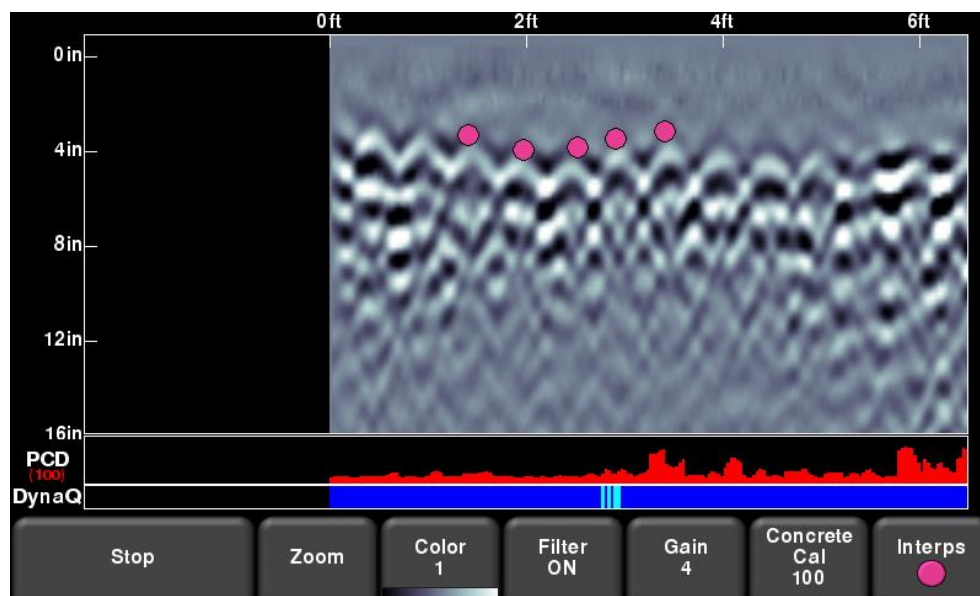 0ft 2ft 4ft 6ft
0in
4in
8in
12in
16in
PCD
(100)
DynaQ
Stop
Zoom
Color
1
Filter
ON
Gain
4
Concrete
Cal
100
Interps